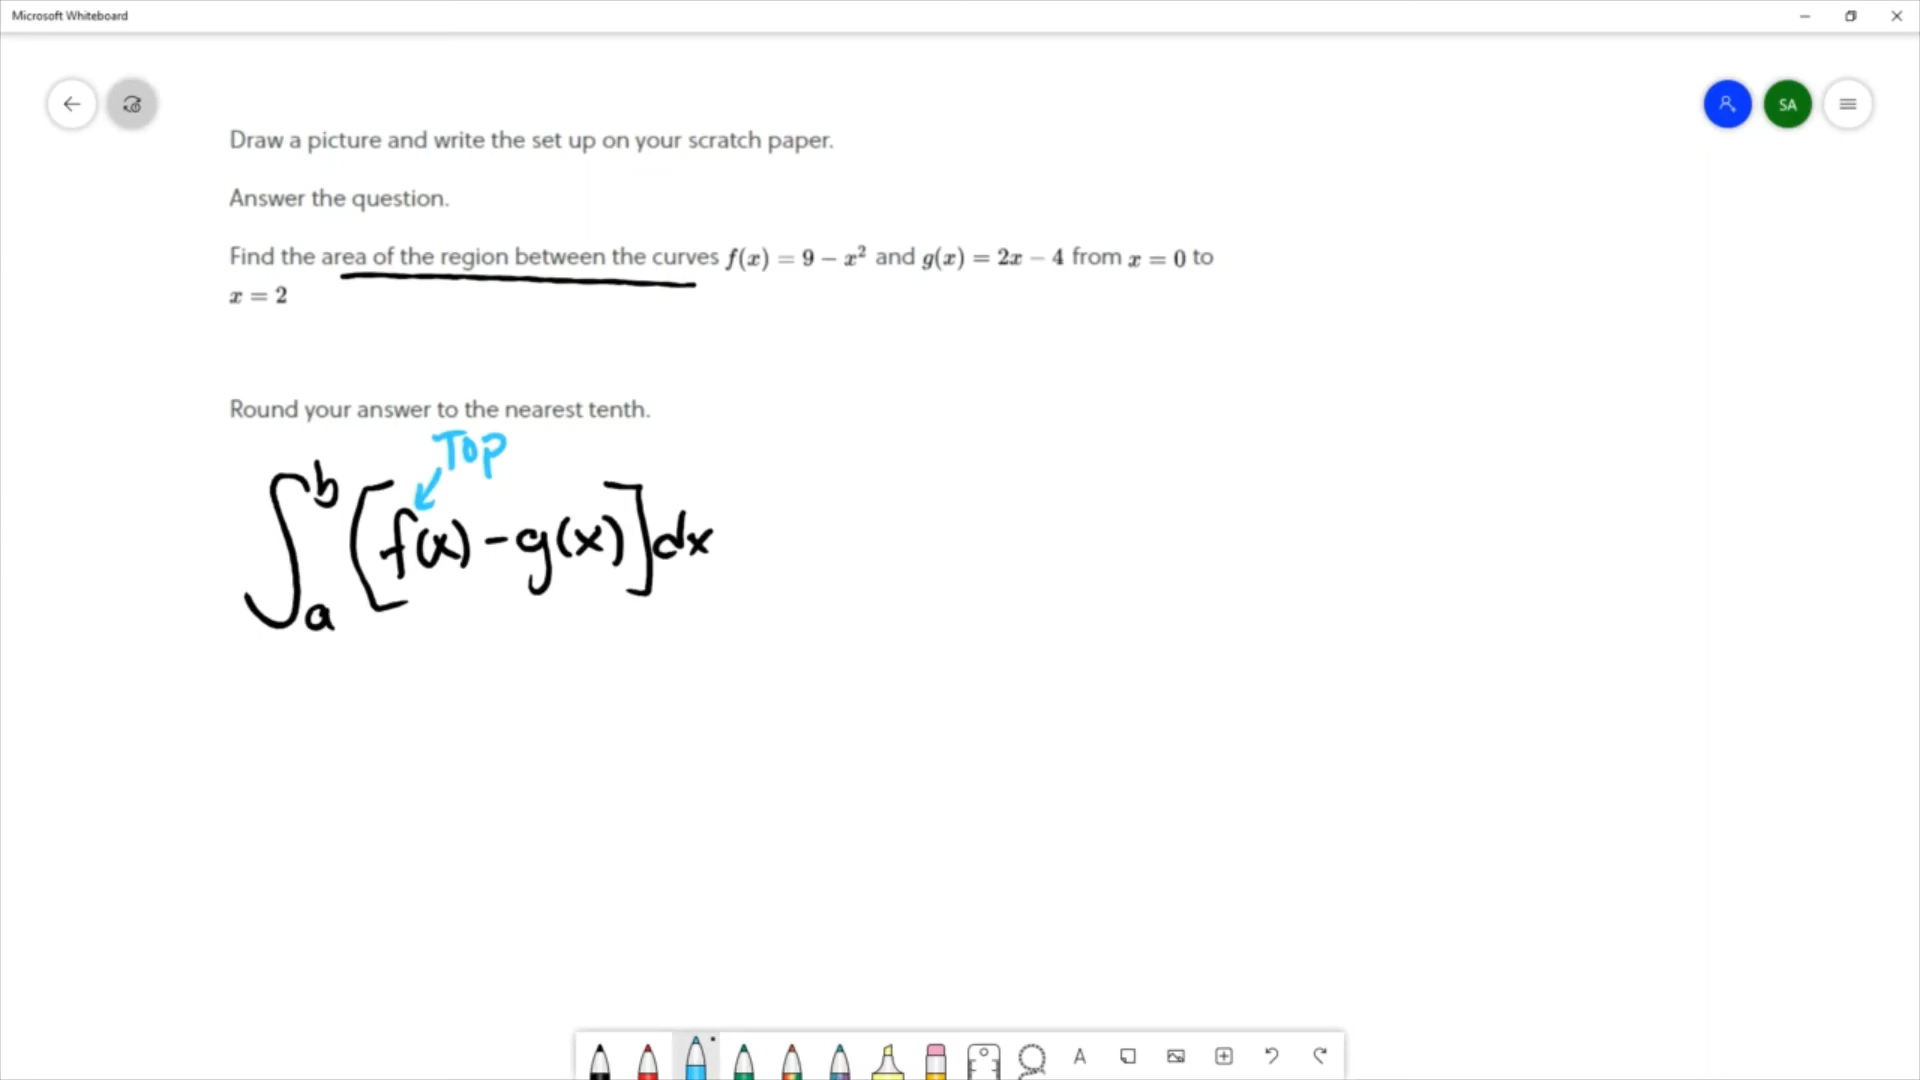 Microsoft Whiteboard
SA
Draw a picture and write the set up on your scratch paper.
Answer the question.
Find the area of the region between the curves f(x) = 9 − x² and g(x) = 2x − 4 from x = 0 to
x = 2
Round your answer to the nearest tenth.
Top
∫ₐᵇ [f(x) - g(x)] dx
A